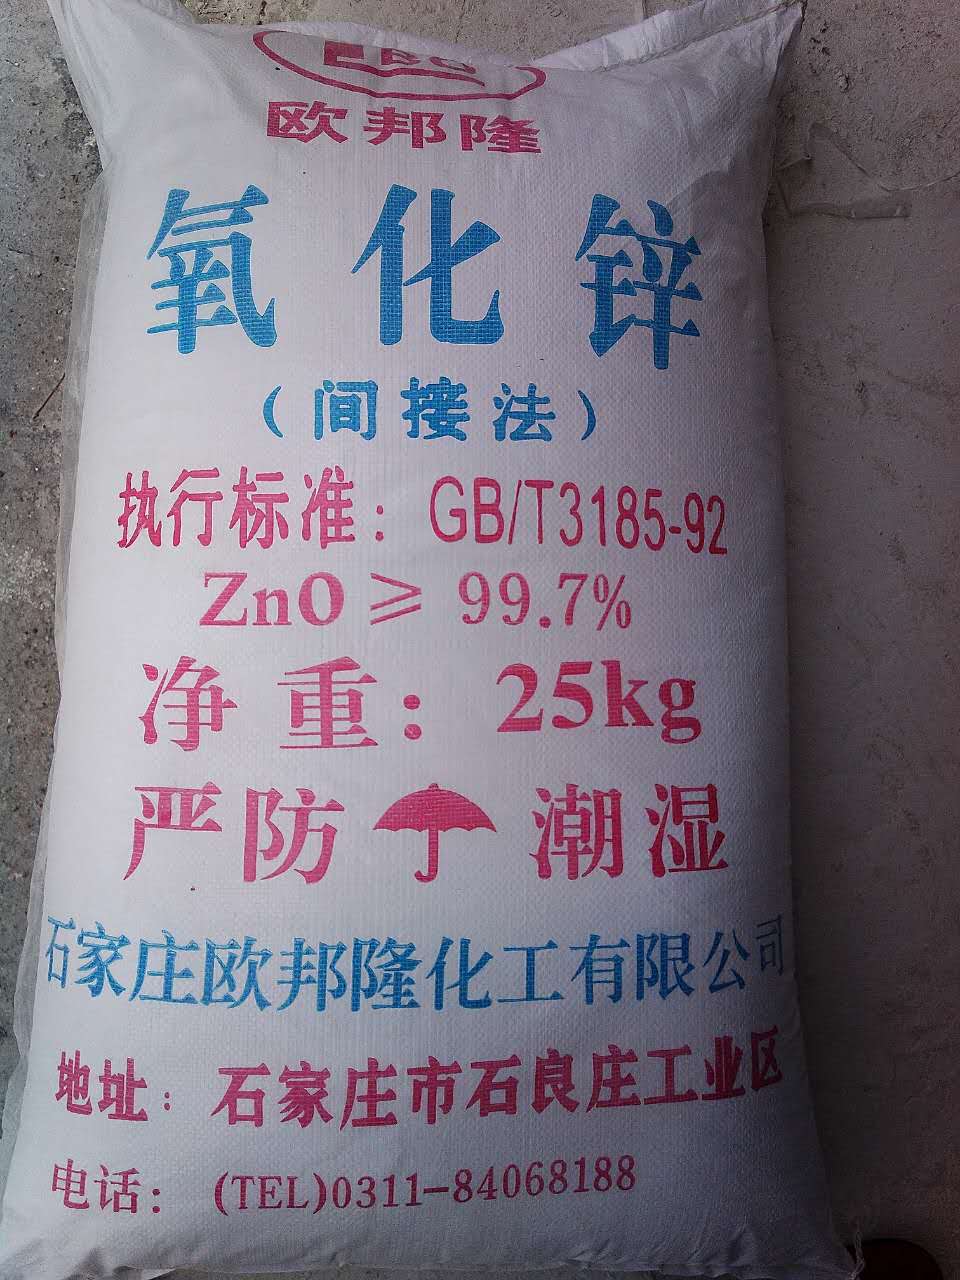 欧邦隆
氧化锌
（间接法）
执行标准：GB/T3185-92
ZnO≥99.7%
净重：25kg
严防潮湿
石家庄欧邦隆化工有限公司
地址：石家庄市石良庄工业区
电话：(TEL)0311-84068188